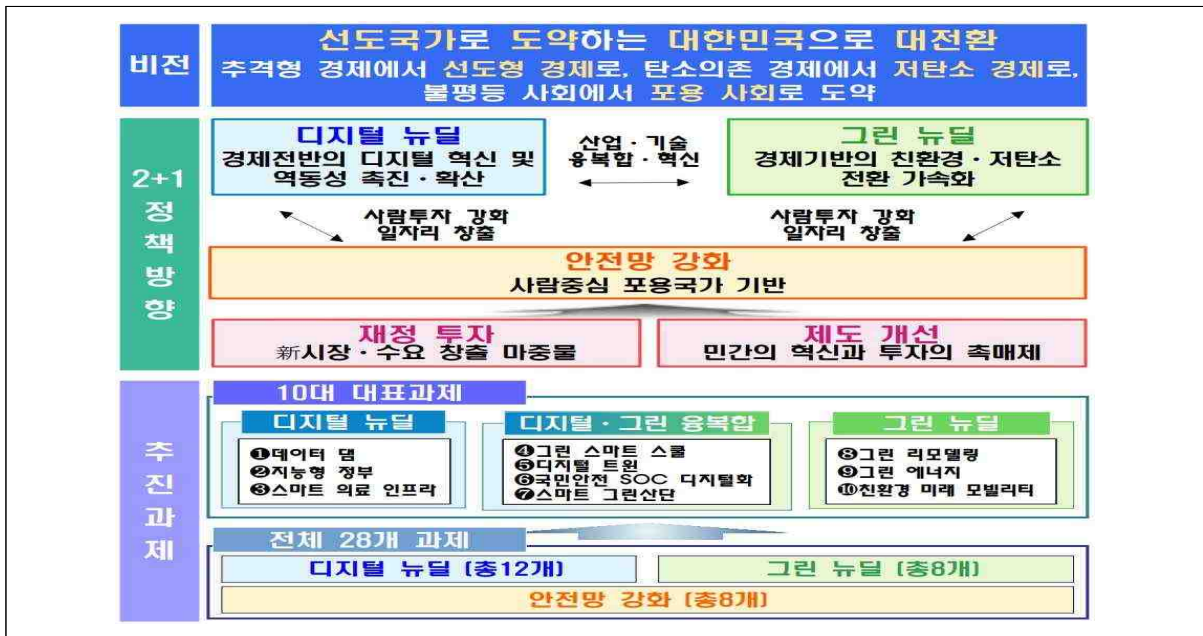 비전
선도국가로 도약하는 대한민국으로 대전환
추격형 경제에서 선도형 경제로, 탄소의존 경제에서 저탄소 경제로,
불평등 사회에서 포용 사회로 도약
2+1
정
책
방
향
디지털 뉴딜
경제전반의 디지털 혁신 및
역동성 촉진·확산
산업·기술
융복합·혁신
그린 뉴딜
경제기반의 친환경·저탄소
전환 가속화
사람투자 강화
일자리 창출
사람투자 강화
일자리 창출
안전망 강화
사람중심 포용국가 기반
재정 투자
新시장·수요 창출 마중물
제도 개선
민간의 혁신과 투자의 촉매제
추
진
과
제
10대 대표과제
디지털 뉴딜
❶데이터 댐
❷지능형 정부
❸스마트 의료 인프라
디지털·그린 융복합
❹그린 스마트 스쿨
❺디지털 트윈
❻국민안전 SOC 디지털화
❼스마트 그린산단
그린 뉴딜
❽그린 리모델링
❾그린 에너지
❿친환경 미래 모빌리티
전체 28개 과제
디지털 뉴딜 (총12개)
그린 뉴딜 (총8개)
안전망 강화 (총8개)